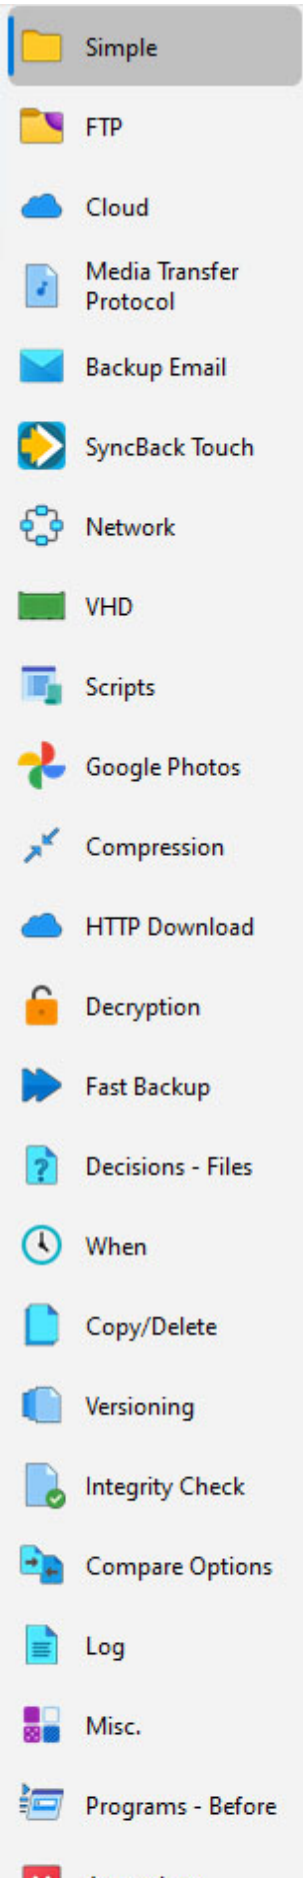 Simple
FTP
Cloud
Media Transfer
Protocol
Backup Email
SyncBack Touch
Network
VHD
Scripts
Google Photos
Compression
HTTP Download
Decryption
Fast Backup
Decisions - Files
When
Copy/Delete
Versioning
Integrity Check
Compare Options
Log
Misc.
Programs - Before